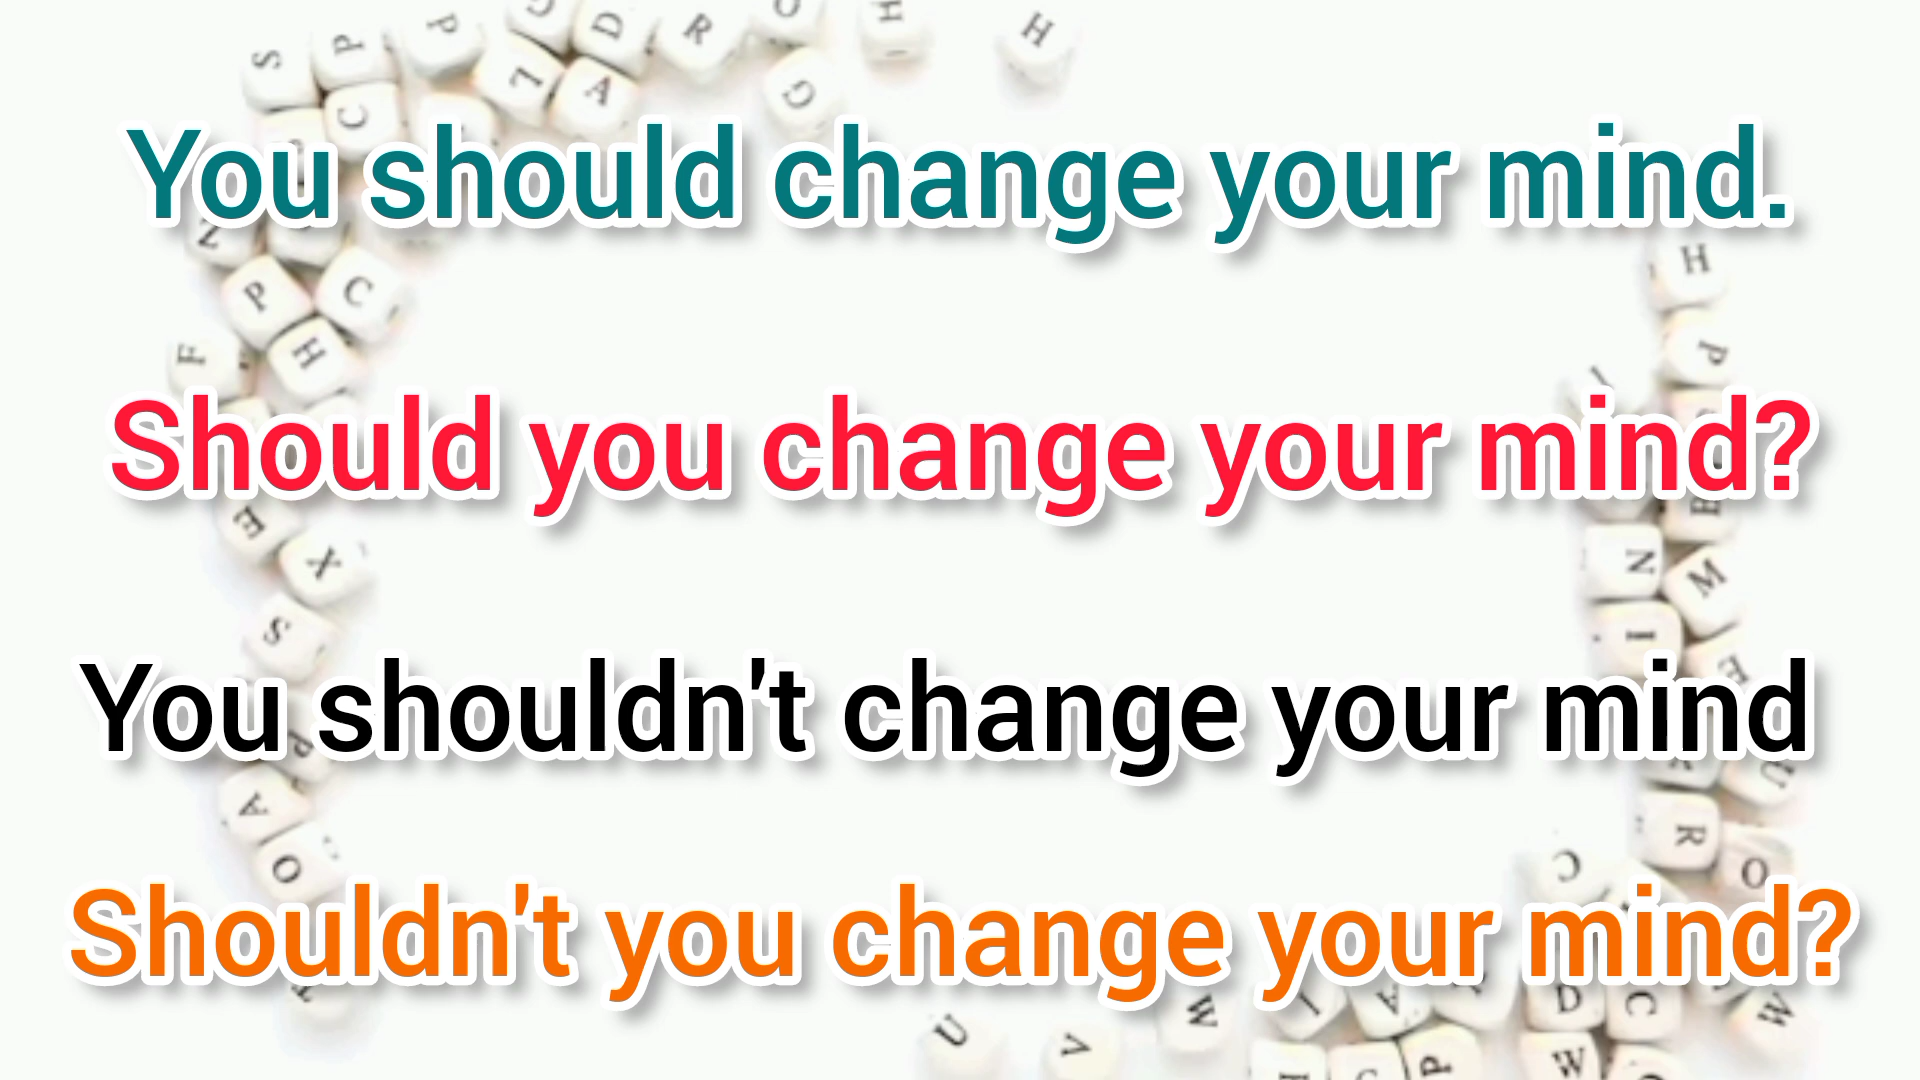 You should change your mind.
Should you change your mind?
You shouldn't change your mind
Shouldn't you change your mind?